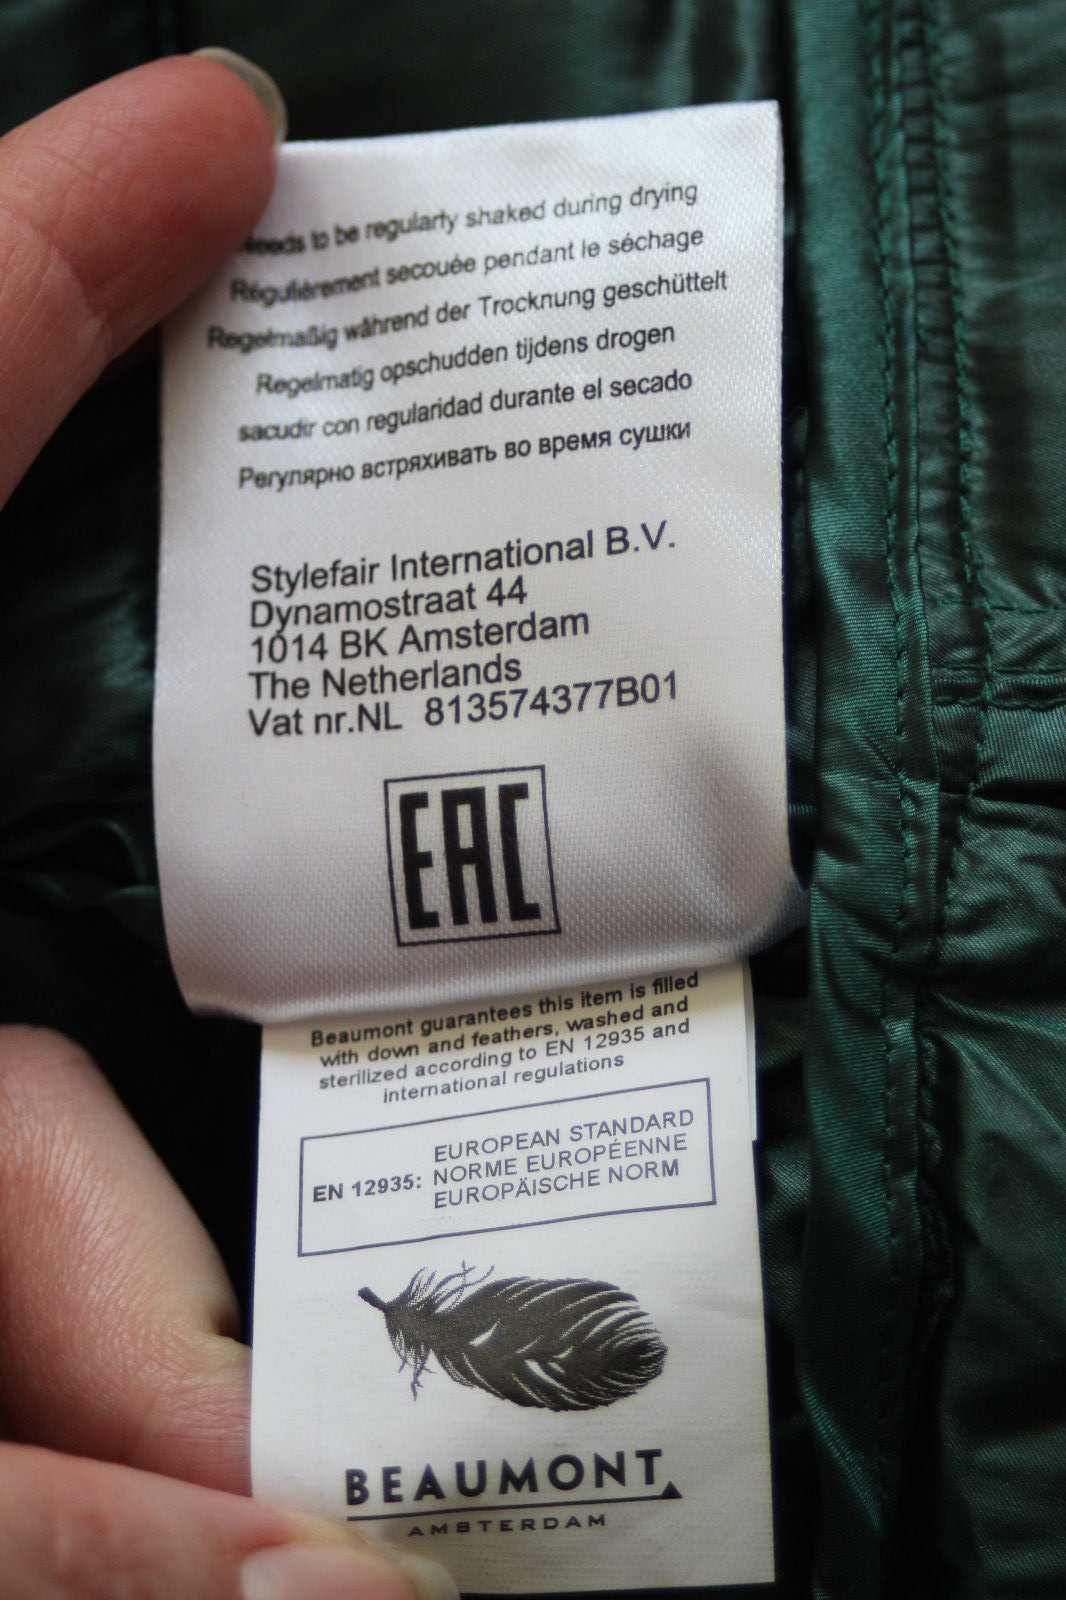 Needs to be regularly shaked during drying
Régulièrement secouée pendant le séchage
Regelmaßig während der Trocknung geschüttelt
Regelmatig opschudden tijdens drogen
sacudir con regularidad durante el secado
Регулярно встряхивать во время сушки
Stylefair International B.V.
Dynamostraat 44
1014 BK Amsterdam
The Netherlands
Vat nr.NL 813574377B01
EAC
Beaumont guarantees this item is filled
with down and feathers, washed and
sterilized according to EN 12935 and
international regulations
EUROPEAN STANDARD
EN 12935: NORME EUROPÉENNE
EUROPÄISCHE NORM
BEAUMONT
AMSTERDAM